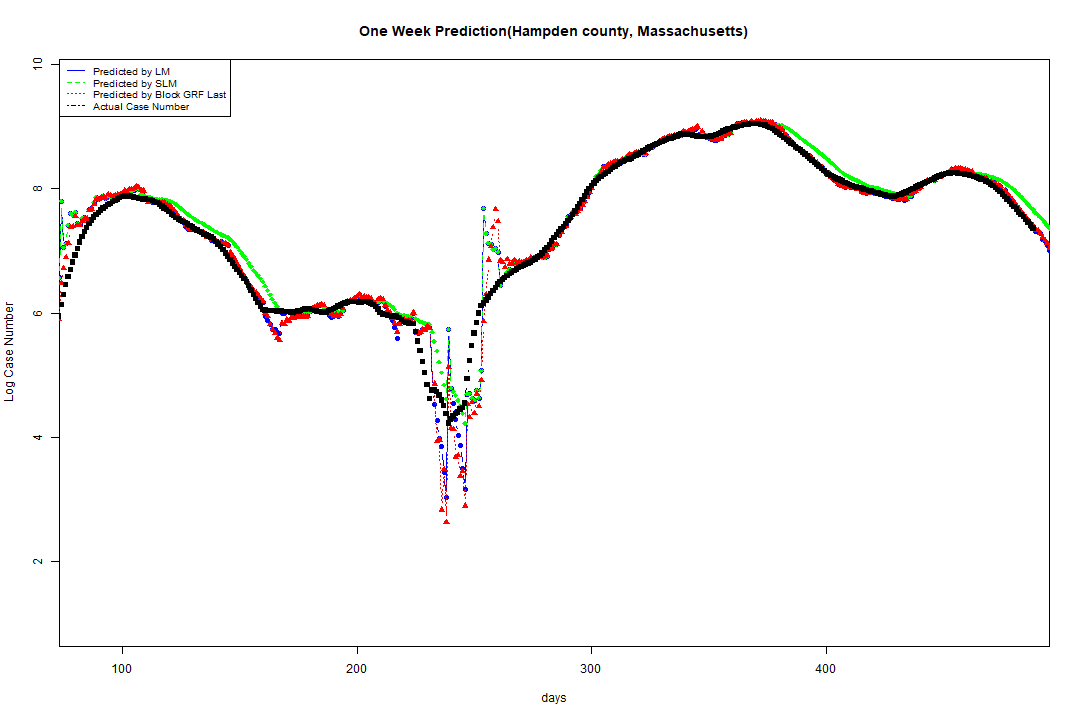 One Week Prediction(Hampden county, Massachusetts)
Predicted by LM
Predicted by SLM
Predicted by Block GRF Last
Actual Case Number
10
8
6
4
2
Log Case Number
100
200
300
400
days